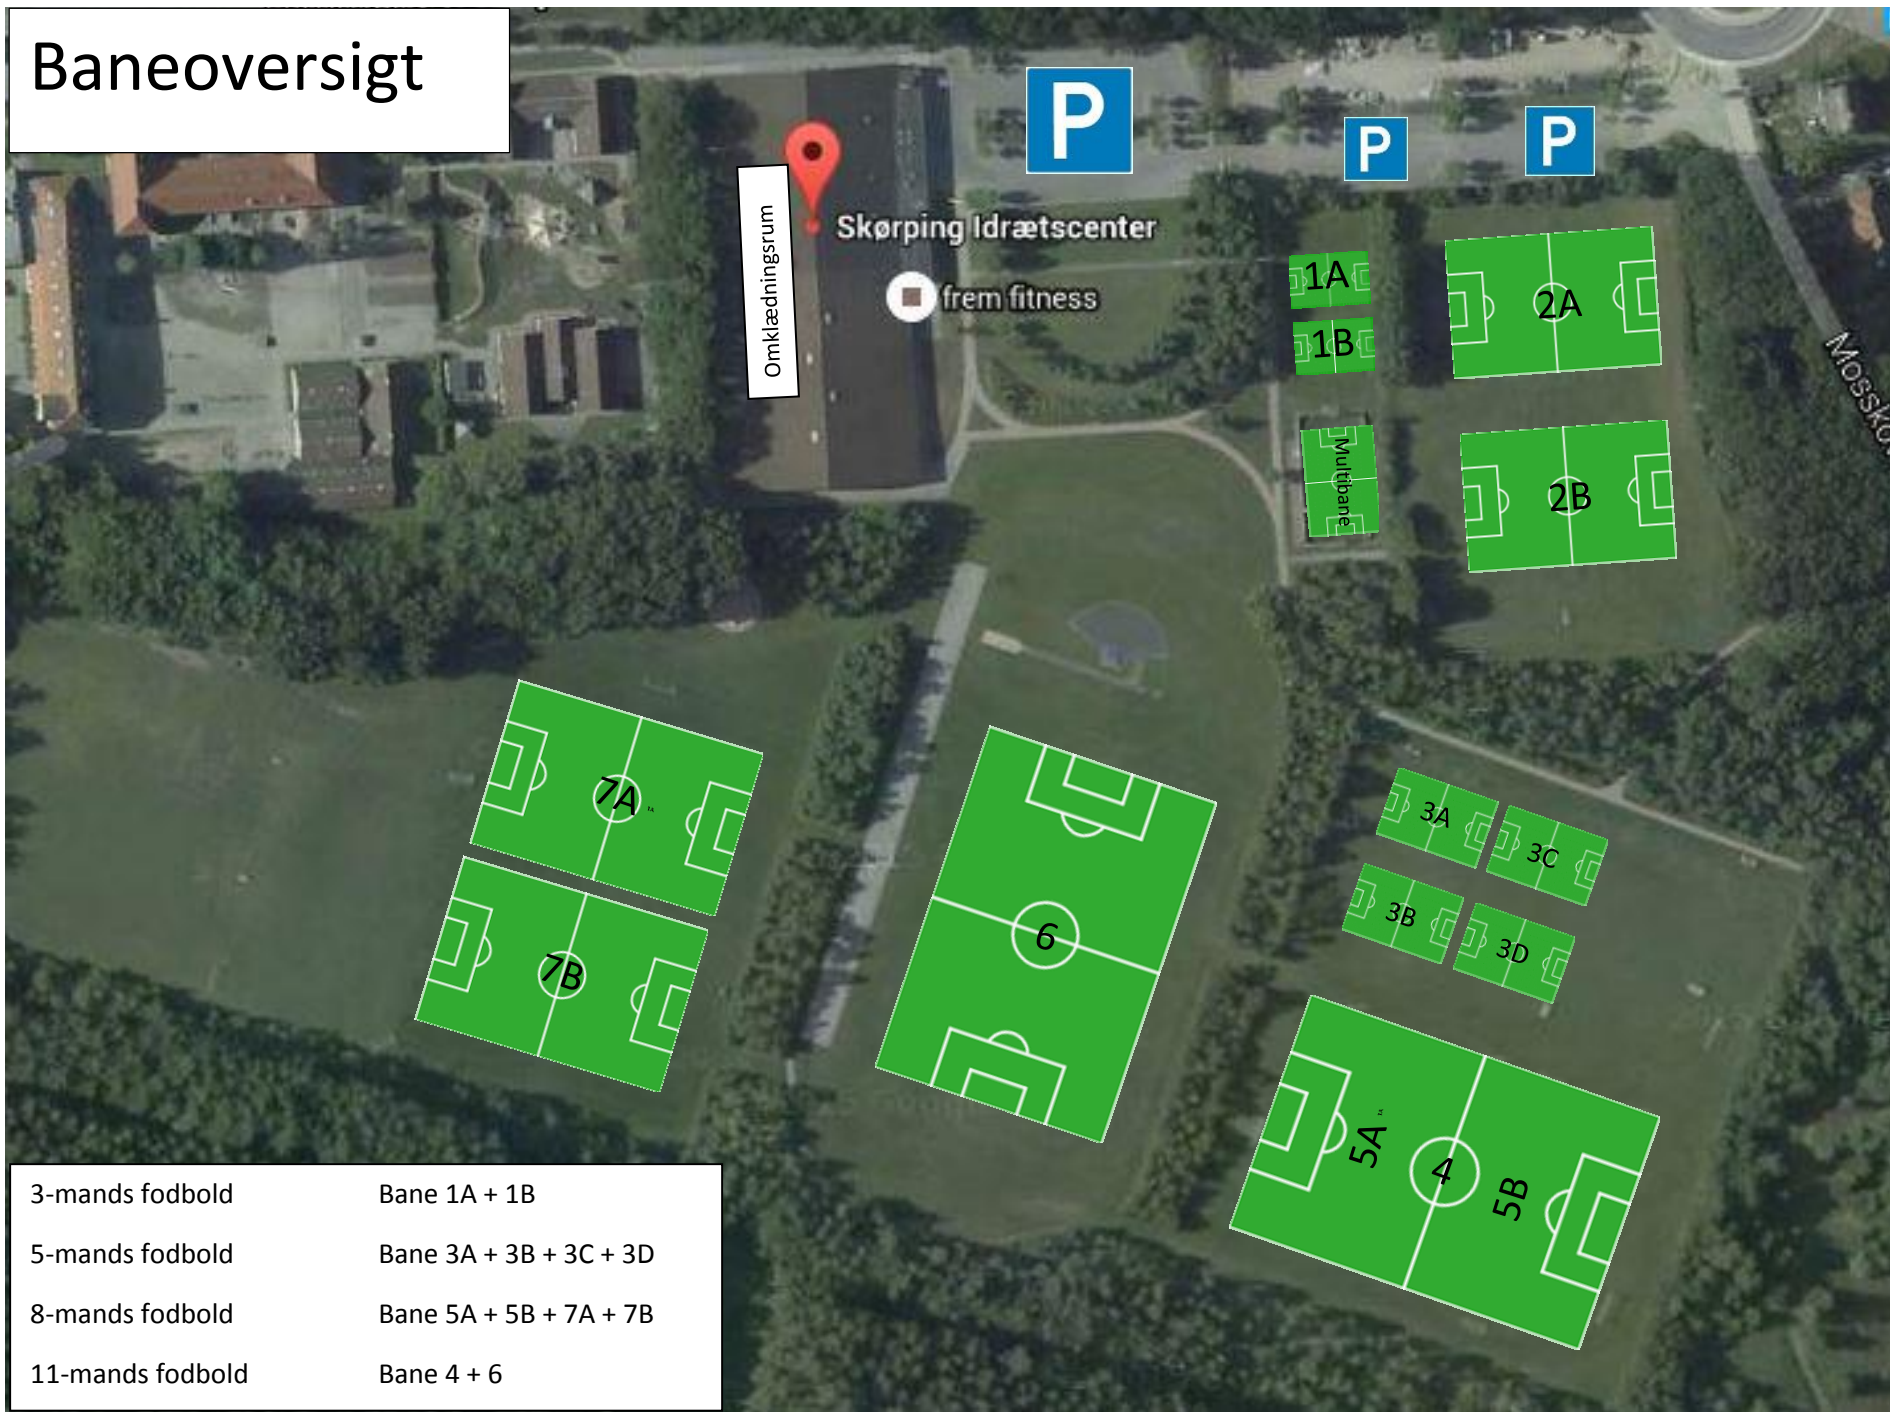 Baneoversigt
P
P
P
Omklædningsrum
Skørping Idrætscenter
frem fitness
1A
1B
2A
2B
Multibane
7A
7B
6
3A
3C
3B
3D
5A
4
5B
3-mands fodbold Bane 1A + 1B
5-mands fodbold Bane 3A + 3B + 3C + 3D
8-mands fodbold Bane 5A + 5B + 7A + 7B
11-mands fodbold Bane 4 + 6